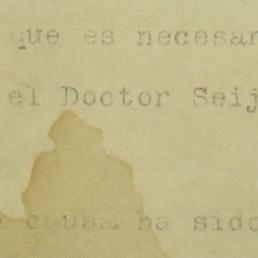 que es necesar
el Doctor Seij
causa ha sido